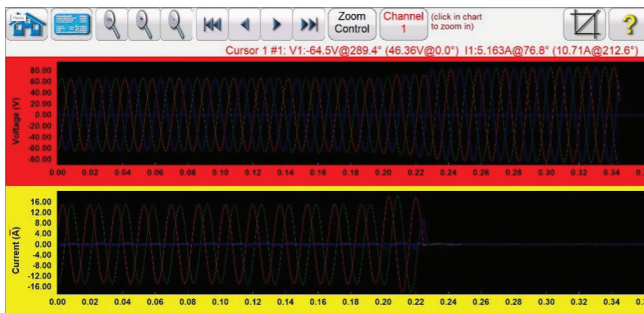 Zoom
Control
Channel
1
(click in chart
to zoom in)
?
Cursor 1 #1: V1:-64.5V@289.4° (46.36V@0.0°) I1:5.163A@76.8° (10.71A@212.6°)
Voltage (V)
80.00
60.00
40.00
20.00
0.00
-20.00
-40.00
-60.00
-80.00
0.00 0.02 0.04 0.06 0.08 0.10 0.12 0.14 0.16 0.18 0.20 0.22 0.24 0.26 0.28 0.30 0.32 0.34
Current (A)
16.00
12.00
8.00
4.00
0.00
-4.00
-8.00
-12.00
-16.00
0.00 0.02 0.04 0.06 0.08 0.10 0.12 0.14 0.16 0.18 0.20 0.22 0.24 0.26 0.28 0.30 0.32 0.34